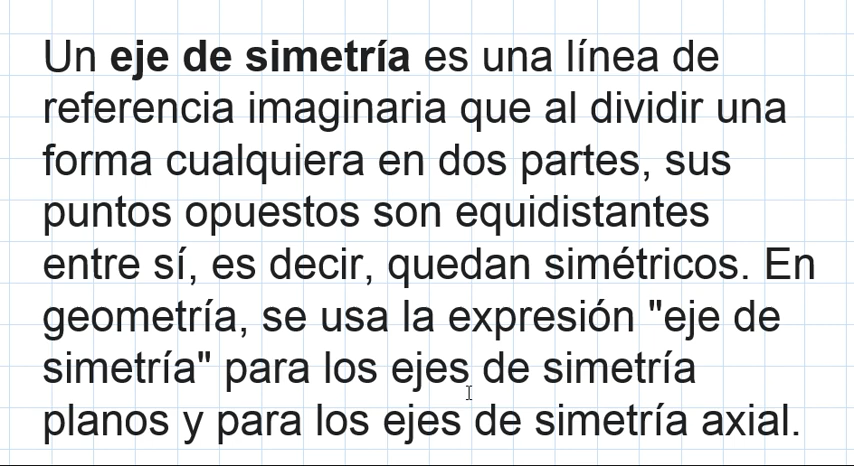 Un eje de simetría es una línea de
referencia imaginaria que al dividir una
forma cualquiera en dos partes, sus
puntos opuestos son equidistantes
entre sí, es decir, quedan simétricos. En
geometría, se usa la expresión "eje de
simetría" para los ejes de simetría
planos y para los ejes de simetría axial.